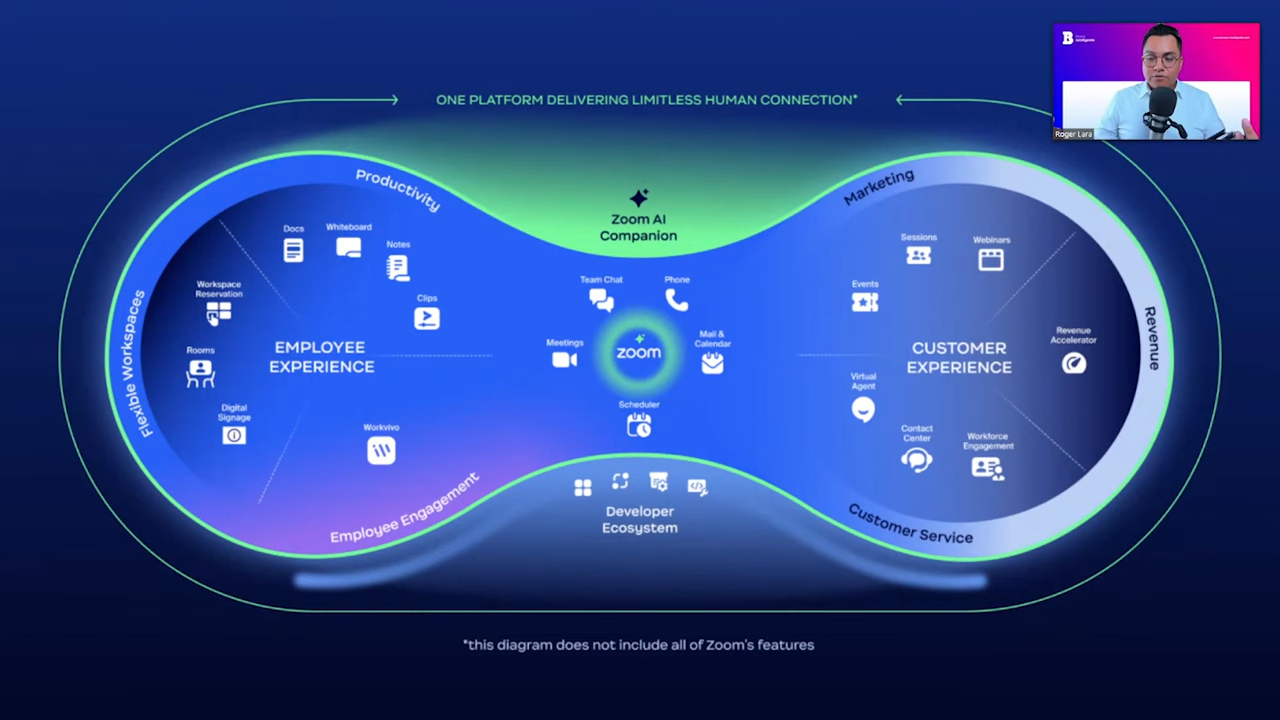 ONE PLATFORM DELIVERING LIMITLESS HUMAN CONNECTION*
Roger Lara
Productivity
Docs
Whiteboard
Notes
Clips
Flexible Workspaces
Workspace
Reservation
Rooms
Digital
Signage
EMPLOYEE
EXPERIENCE
Workvivo
Employee Engagement
Zoom AI
Companion
Team Chat
Phone
Meetings
zoom
Mail &
Calendar
Scheduler
Developer
Ecosystem
Marketing
Sessions
Webinars
Events
CUSTOMER
EXPERIENCE
Revenue
Accelerator
Revenue
Virtual
Agent
Contact
Center
Workforce
Engagement
Customer Service
*this diagram does not include all of Zoom's features